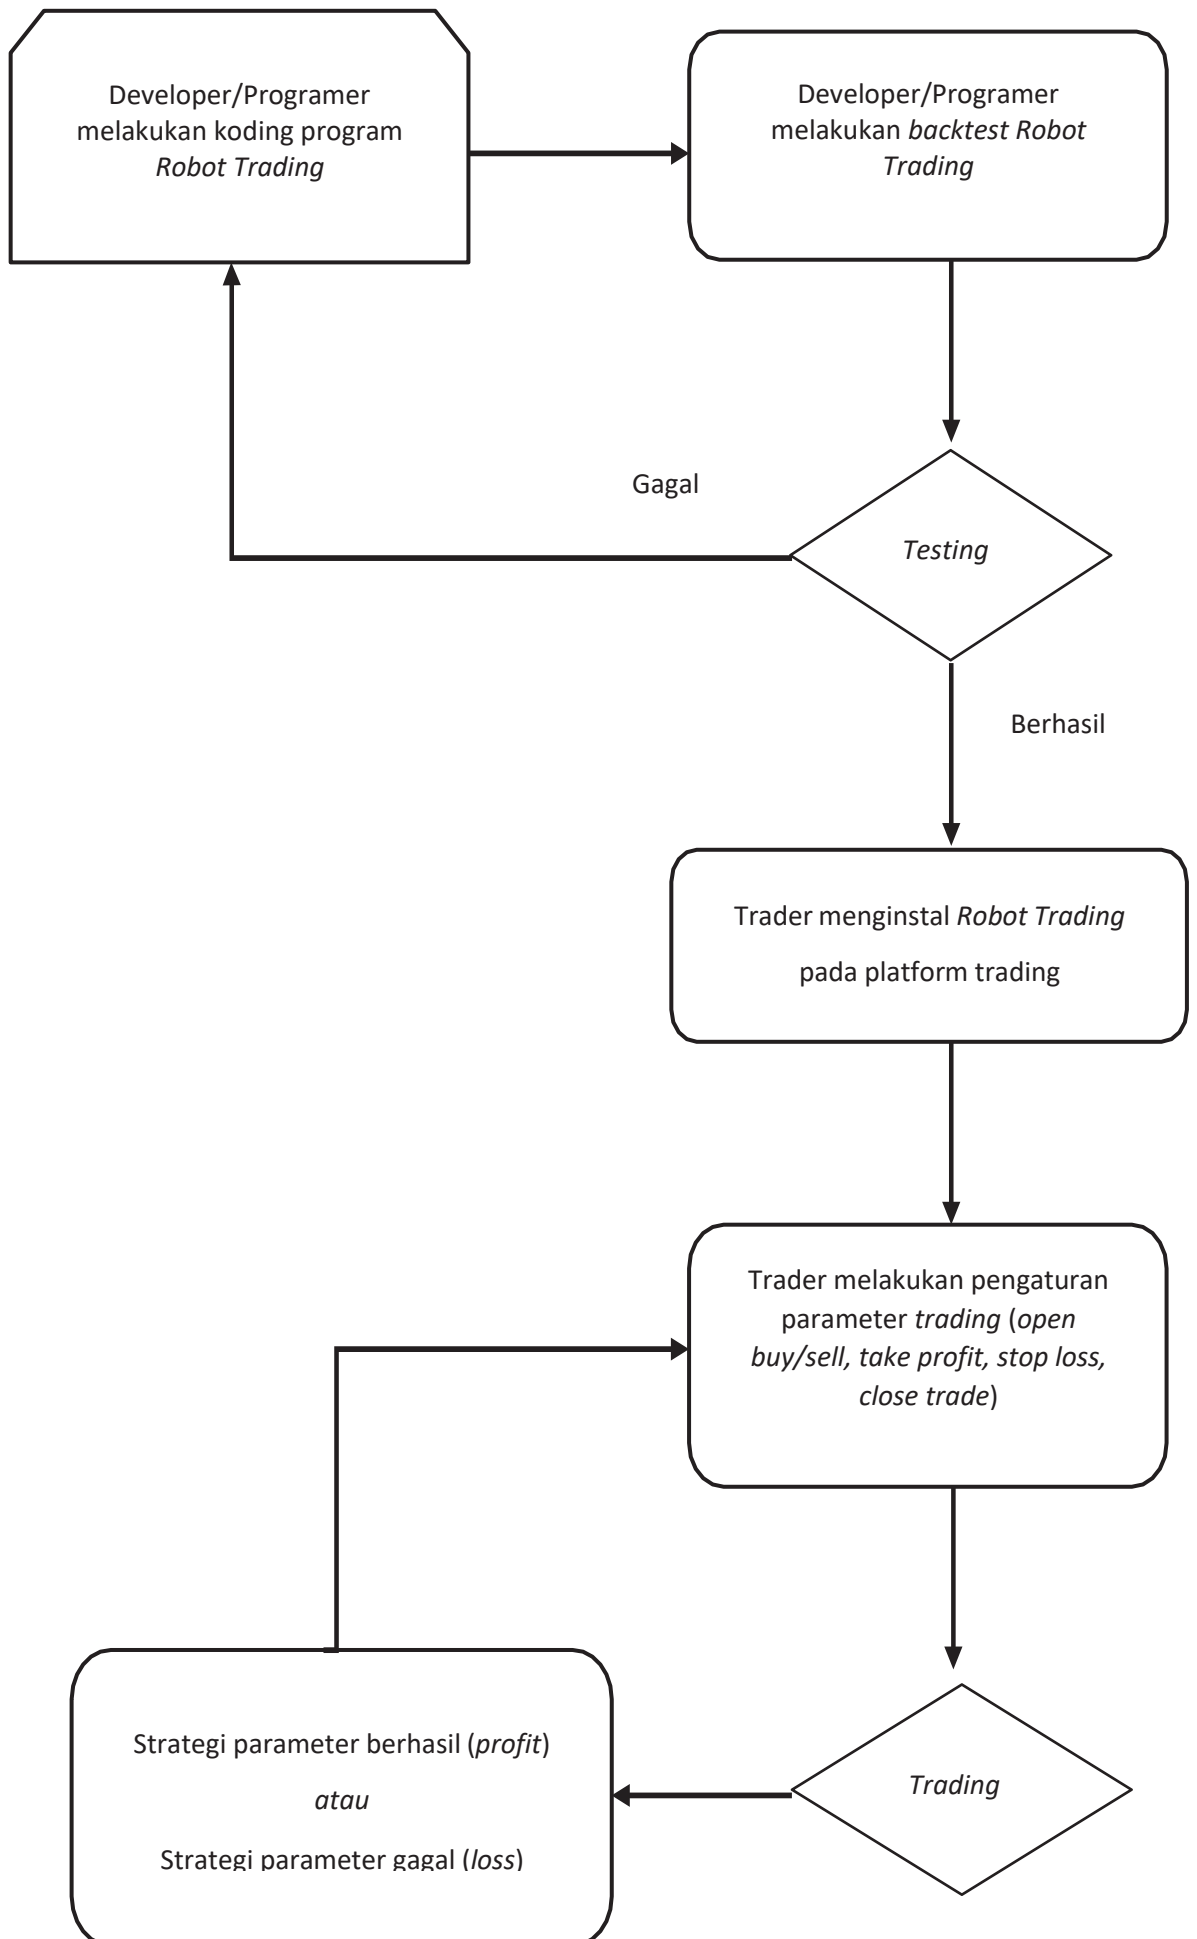 Developer/Programer
melakukan koding program
Robot Trading
Developer/Programer
melakukan backtest Robot
Trading
Gagal
Testing
Berhasil
Trader menginstal Robot Trading
pada platform trading
Trader melakukan pengaturan
parameter trading (open
buy/sell, take profit, stop loss,
close trade)
Strategi parameter berhasil (profit)
atau
Strategi parameter gagal (loss)
Trading